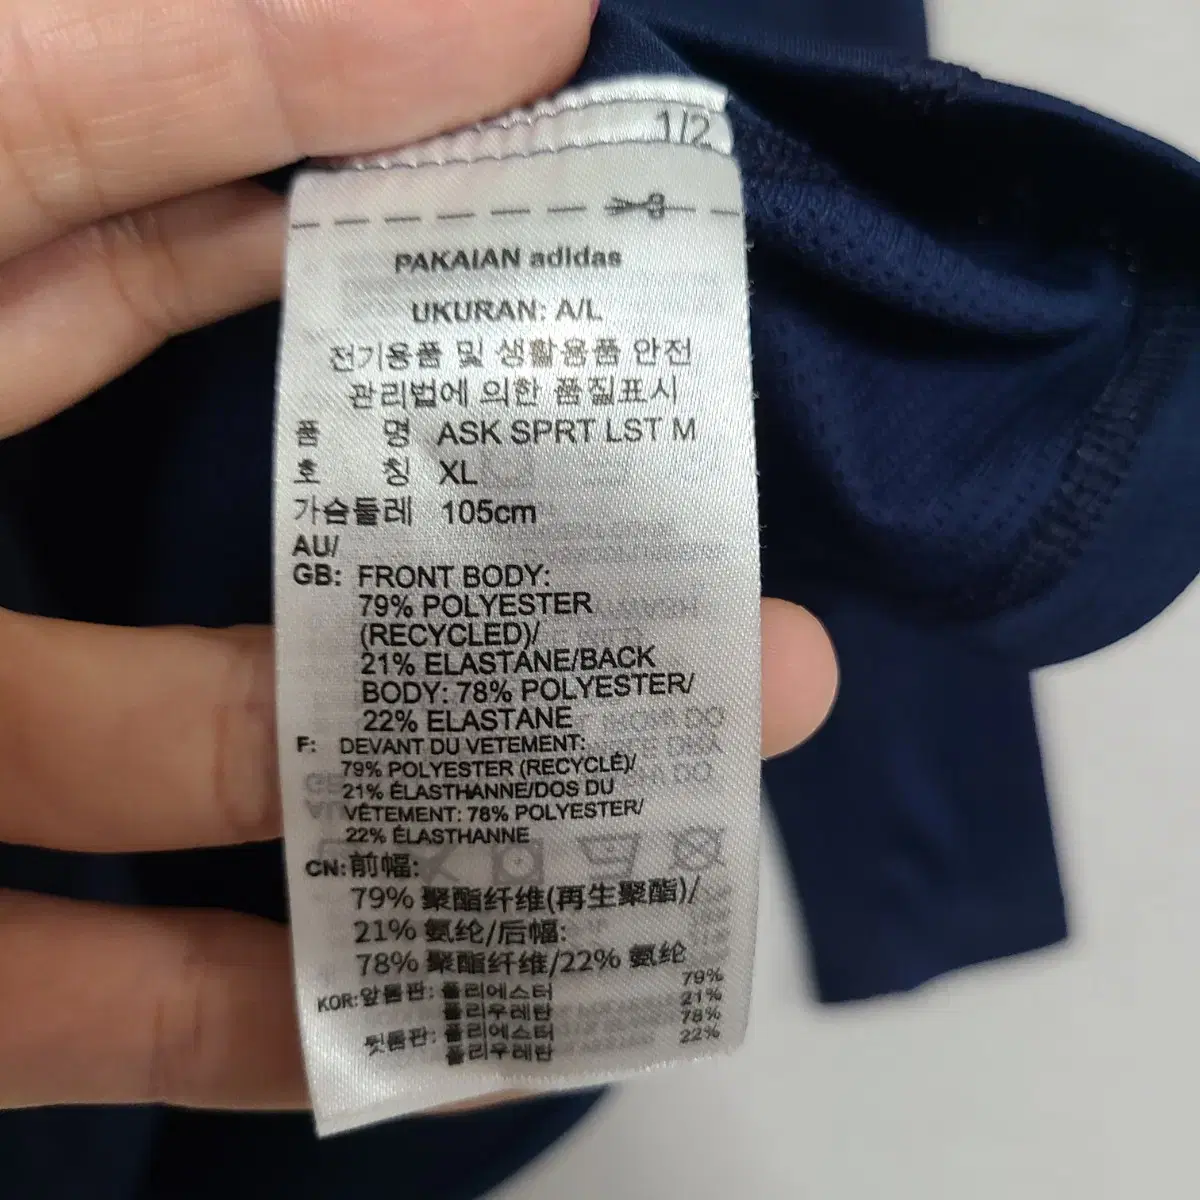 1/2
PAKAIAN adidas
UKURAN: A/L
전기용품 및 생활용품 안전
관리법에 의한 품질표시
품 명 ASK SPRT LST M
호 칭 XL
가슴둘레 105cm
AU/
GB: FRONT BODY:
79% POLYESTER
(RECYCLED)/
21% ELASTANE/BACK
BODY: 78% POLYESTER/
22% ELASTANE
F: DEVANT DU VETEMENT:
79% POLYESTER (RECYCLÉ)/
21% ÉLASTHANNE/DOS DU
VÊTEMENT: 78% POLYESTER/
22% ÉLASTHANNE
CN: 前幅:
79% 聚酯纤维(再生聚酯)/
21% 氨纶/后幅:
78% 聚酯纤维/22% 氨纶
KOR: 앞몸판: 폴리에스터 79%
폴리우레탄 21%
뒷몸판: 폴리에스터 78%
폴리우레탄 22%